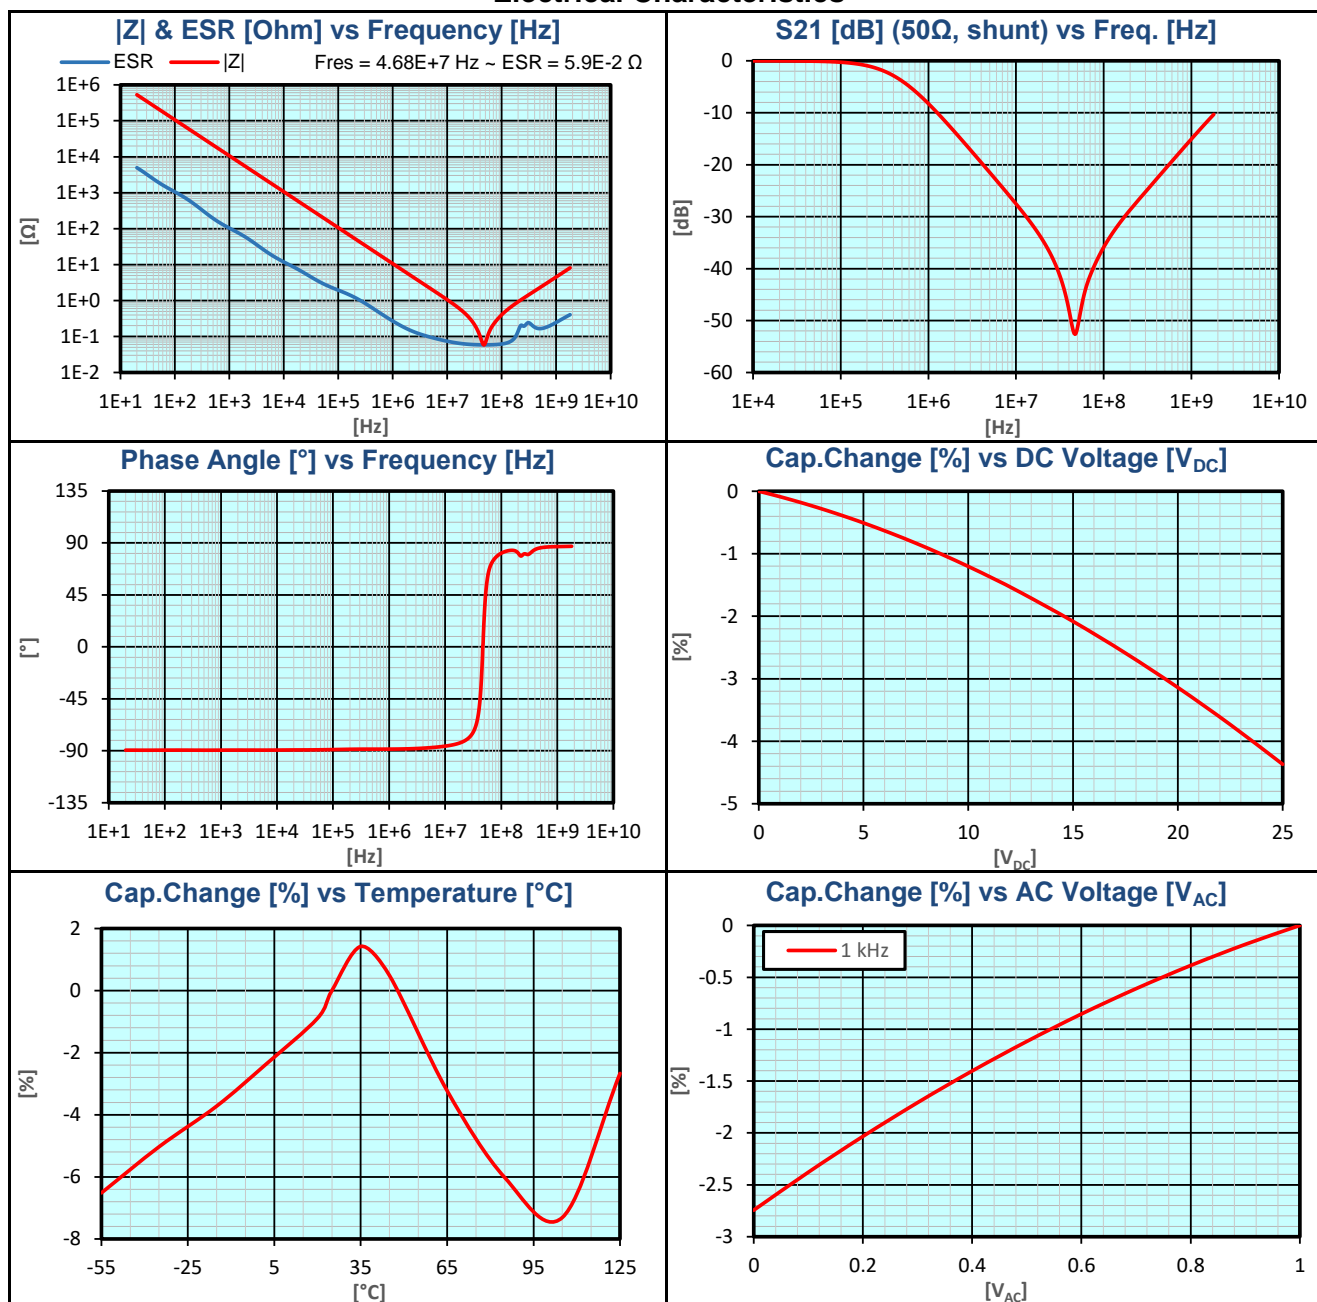 |Z| & ESR [Ohm] vs Frequency [Hz]
ESR |Z| Fres = 4.68E+7 Hz ~ ESR = 5.9E-2 Ω
1E+6
1E+5
1E+4
1E+3
1E+2
1E+1
1E+0
1E-1
1E-2
[Ω]
1E+1 1E+2 1E+3 1E+4 1E+5 1E+6 1E+7 1E+8 1E+9 1E+10
[Hz]
S21 [dB] (50Ω, shunt) vs Freq. [Hz]
0
-10
-20
-30
-40
-50
-60
[dB]
1E+4 1E+5 1E+6 1E+7 1E+8 1E+9 1E+10
[Hz]
Phase Angle [°] vs Frequency [Hz]
135
90
45
0
-45
-90
-135
[°]
1E+1 1E+2 1E+3 1E+4 1E+5 1E+6 1E+7 1E+8 1E+9 1E+10
[Hz]
Cap.Change [%] vs DC Voltage [VDC]
0
-1
-2
-3
-4
-5
[%]
0 5 10 15 20 25
[VDC]
Cap.Change [%] vs Temperature [°C]
2
0
-2
-4
-6
-8
[%]
-55 -25 5 35 65 95 125
[°C]
Cap.Change [%] vs AC Voltage [VAC]
1 kHz
0
-0.5
-1
-1.5
-2
-2.5
-3
[%]
0 0.2 0.4 0.6 0.8 1
[VAC]